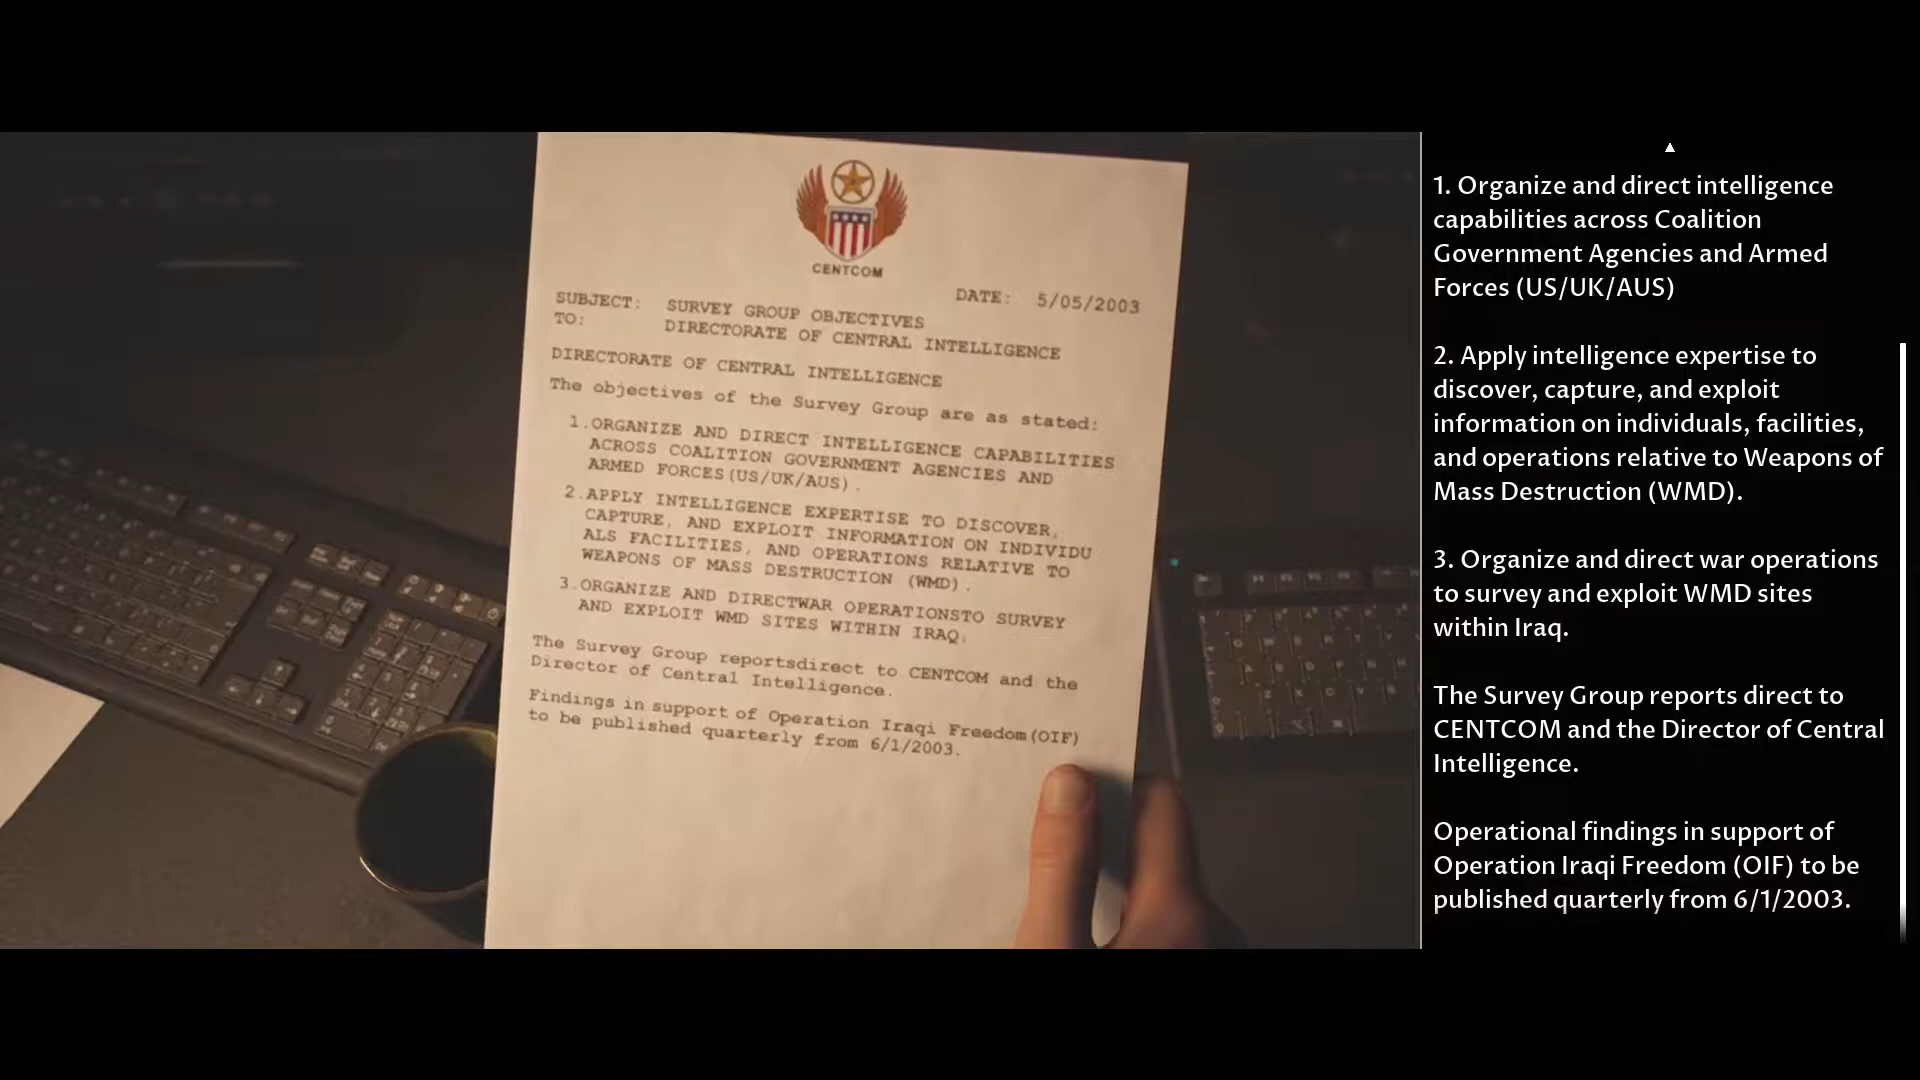 CENTCOM
DATE: 5/05/2003
SUBJECT: SURVEY GROUP OBJECTIVES
TO: DIRECTORATE OF CENTRAL INTELLIGENCE
DIRECTORATE OF CENTRAL INTELLIGENCE
The objectives of the Survey Group are as stated:
1.ORGANIZE AND DIRECT INTELLIGENCE CAPABILITIES
ACROSS COALITION GOVERNMENT AGENCIES AND
ARMED FORCES(US/UK/AUS).
2.APPLY INTELLIGENCE EXPERTISE TO DISCOVER,
CAPTURE, AND EXPLOIT INFORMATION ON INDIVIDU
ALS FACILITIES, AND OPERATIONS RELATIVE TO
WEAPONS OF MASS DESTRUCTION (WMD).
3.ORGANIZE AND DIRECTWAR OPERATIONSTO SURVEY
AND EXPLOIT WMD SITES WITHIN IRAQ.
The Survey Group reportsdirect to CENTCOM and the
Director of Central Intelligence.
Findings in support of Operation Iraqi Freedom(OIF)
to be published quarterly from 6/1/2003.
1. Organize and direct intelligence
capabilities across Coalition
Government Agencies and Armed
Forces (US/UK/AUS)
2. Apply intelligence expertise to
discover, capture, and exploit
information on individuals, facilities,
and operations relative to Weapons of
Mass Destruction (WMD).
3. Organize and direct war operations
to survey and exploit WMD sites
within Iraq.
The Survey Group reports direct to
CENTCOM and the Director of Central
Intelligence.
Operational findings in support of
Operation Iraqi Freedom (OIF) to be
published quarterly from 6/1/2003.